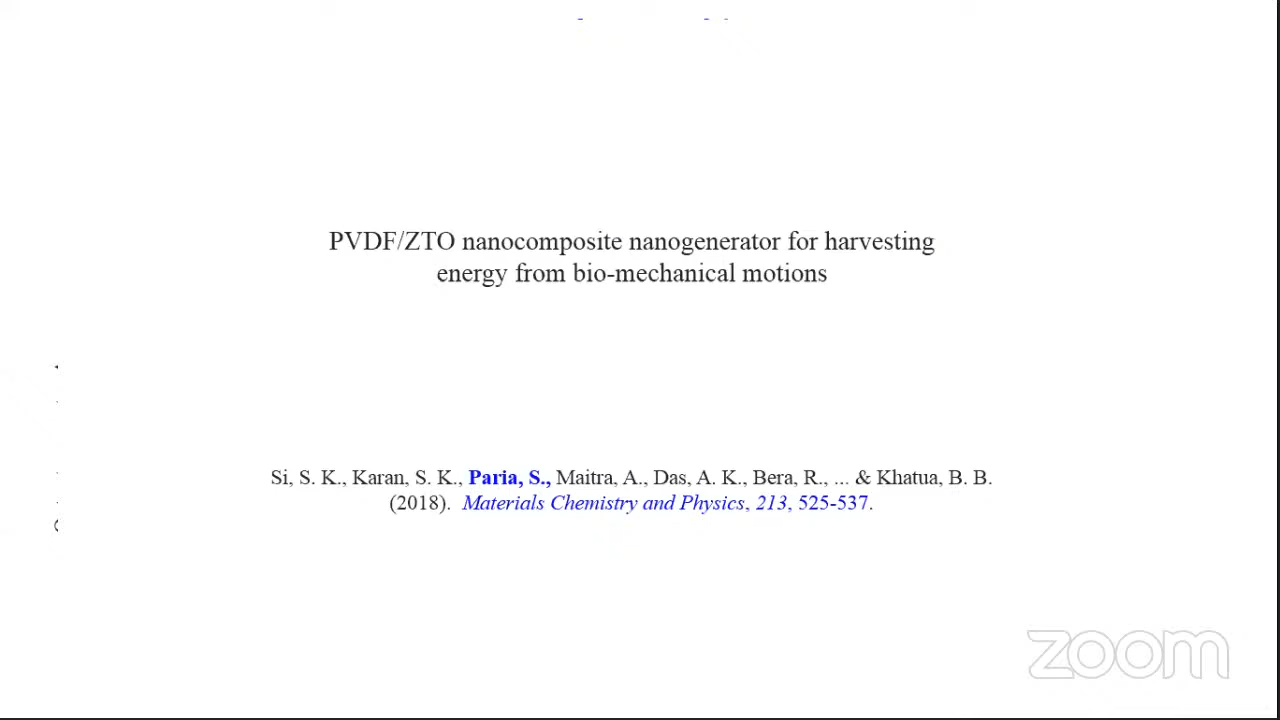 PVDF/ZTO nanocomposite nanogenerator for harvesting
energy from bio-mechanical motions
Si, S. K., Karan, S. K., Paria, S., Maitra, A., Das, A. K., Bera, R., ... & Khatua, B. B.
(2018). Materials Chemistry and Physics, 213, 525-537.
zoom